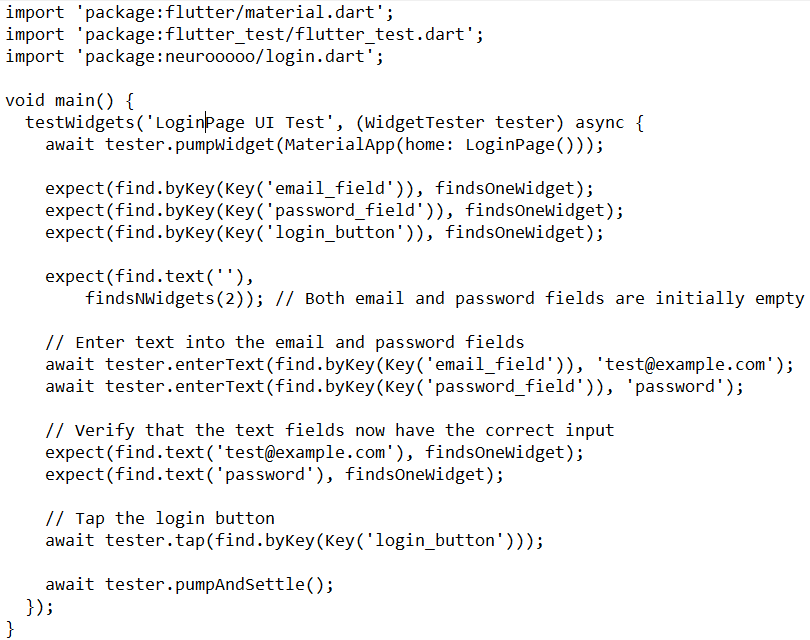 import 'package:flutter/material.dart';
import 'package:flutter_test/flutter_test.dart';
import 'package:neurooooo/login.dart';

void main() {
  testWidgets('LoginPage UI Test', (WidgetTester tester) async {
    await tester.pumpWidget(MaterialApp(home: LoginPage()));

    expect(find.byKey(Key('email_field')), findsOneWidget);
    expect(find.byKey(Key('password_field')), findsOneWidget);
    expect(find.byKey(Key('login_button')), findsOneWidget);

    expect(find.text(''),
        findsNWidgets(2)); // Both email and password fields are initially empty

    // Enter text into the email and password fields
    await tester.enterText(find.byKey(Key('email_field')), 'test@example.com');
    await tester.enterText(find.byKey(Key('password_field')), 'password');

    // Verify that the text fields now have the correct input
    expect(find.text('test@example.com'), findsOneWidget);
    expect(find.text('password'), findsOneWidget);

    // Tap the login button
    await tester.tap(find.byKey(Key('login_button')));

    await tester.pumpAndSettle();
  });
}